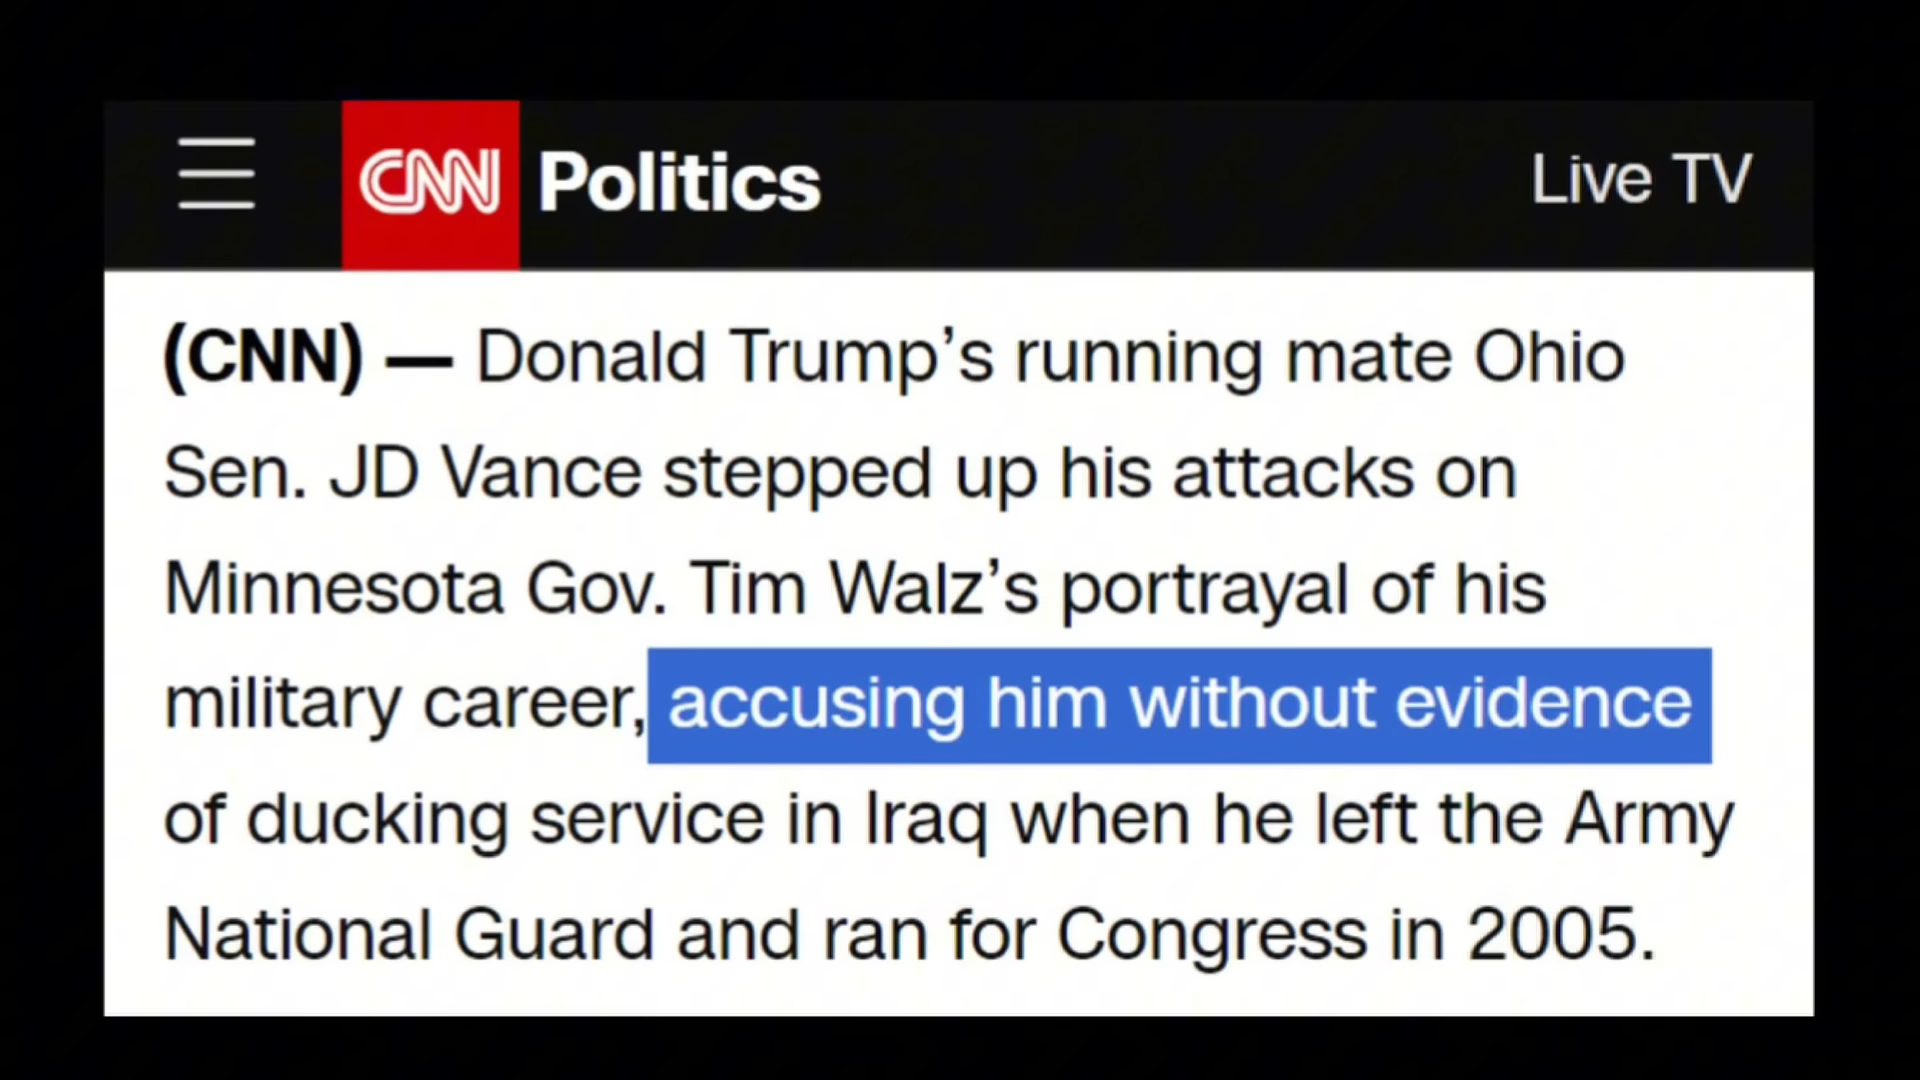 CNN Politics Live TV
(CNN) — Donald Trump’s running mate Ohio
Sen. JD Vance stepped up his attacks on
Minnesota Gov. Tim Walz’s portrayal of his
military career, accusing him without evidence
of ducking service in Iraq when he left the Army
National Guard and ran for Congress in 2005.